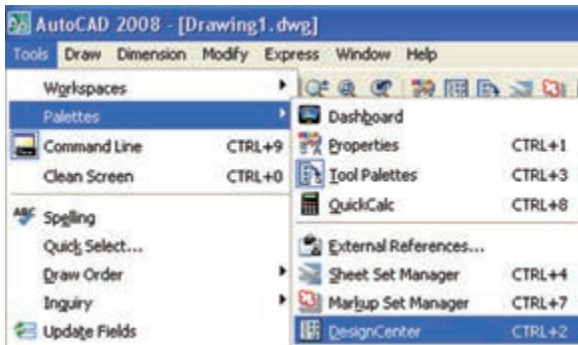 AutoCAD 2008 - [Drawing1.dwg]
Tools Draw Dimension Modify Express Window Help
Workspaces
Palettes
Command Line CTRL+9
Clean Screen CTRL+0
ABC Spelling
Quick Select...
Draw Order
Inquiry
Update Fields
Dashboard
Properties CTRL+1
Tool Palettes CTRL+3
QuickCalc CTRL+8
External References...
Sheet Set Manager CTRL+4
Markup Set Manager CTRL+7
DesignCenter CTRL+2